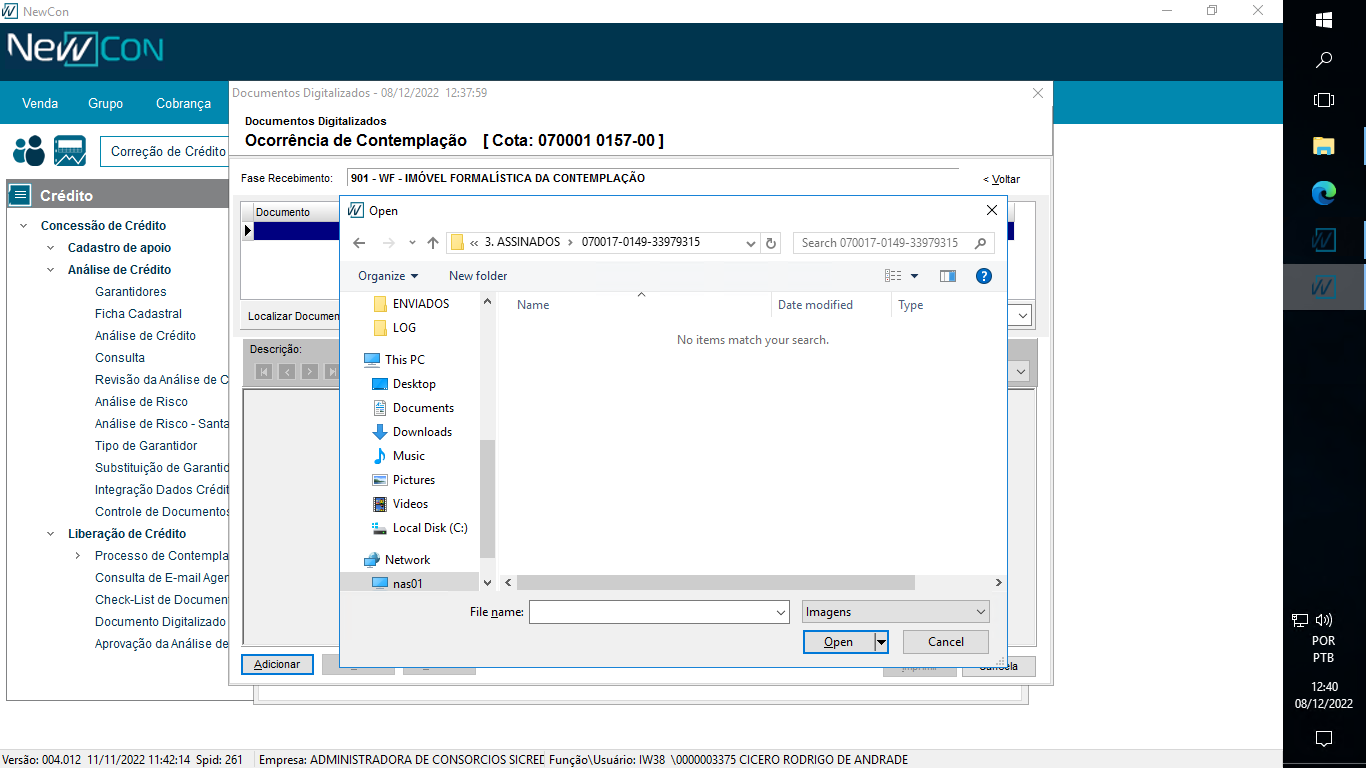 NewCon
NewCon
Venda Grupo Cobrança
Correção de Crédito
Crédito
Concessão de Crédito
Cadastro de apoio
Análise de Crédito
Garantidores
Ficha Cadastral
Análise de Crédito
Consulta
Revisão da Análise de C
Análise de Risco
Análise de Risco - Santa
Tipo de Garantidor
Substituição de Garantid
Integração Dados Crédit
Controle de Documentos
Liberação de Crédito
Processo de Contempla
Consulta de E-mail Agen
Check-List de Documen
Documento Digitalizado
Aprovação da Análise de
Documentos Digitalizados - 08/12/2022 12:37:59
Documentos Digitalizados
Ocorrência de Contemplação [ Cota: 070001 0157-00 ]
Fase Recebimento: 901 - WF - IMÓVEL FORMALÍSTICA DA CONTEMPLAÇÃO
< Voltar
Documento
Localizar Documen
Descrição:
Open
« 3. ASSINADOS > 070017-0149-33979315
Search 070017-0149-33979315
Organize New folder
Name Date modified Type
No items match your search.
ENVIADOS
LOG
This PC
Desktop
Documents
Downloads
Music
Pictures
Videos
Local Disk (C:)
Network
nas01
File name: Imagens
Open Cancel
Adicionar
Cancela
POR
PTB
12:40
08/12/2022
Versão: 004.012 11/11/2022 11:42:14 Spid: 261 Empresa: ADMINISTRADORA DE CONSORCIOS SICRED Função\Usuário: IW38 \0000003375 CICERO RODRIGO DE ANDRADE